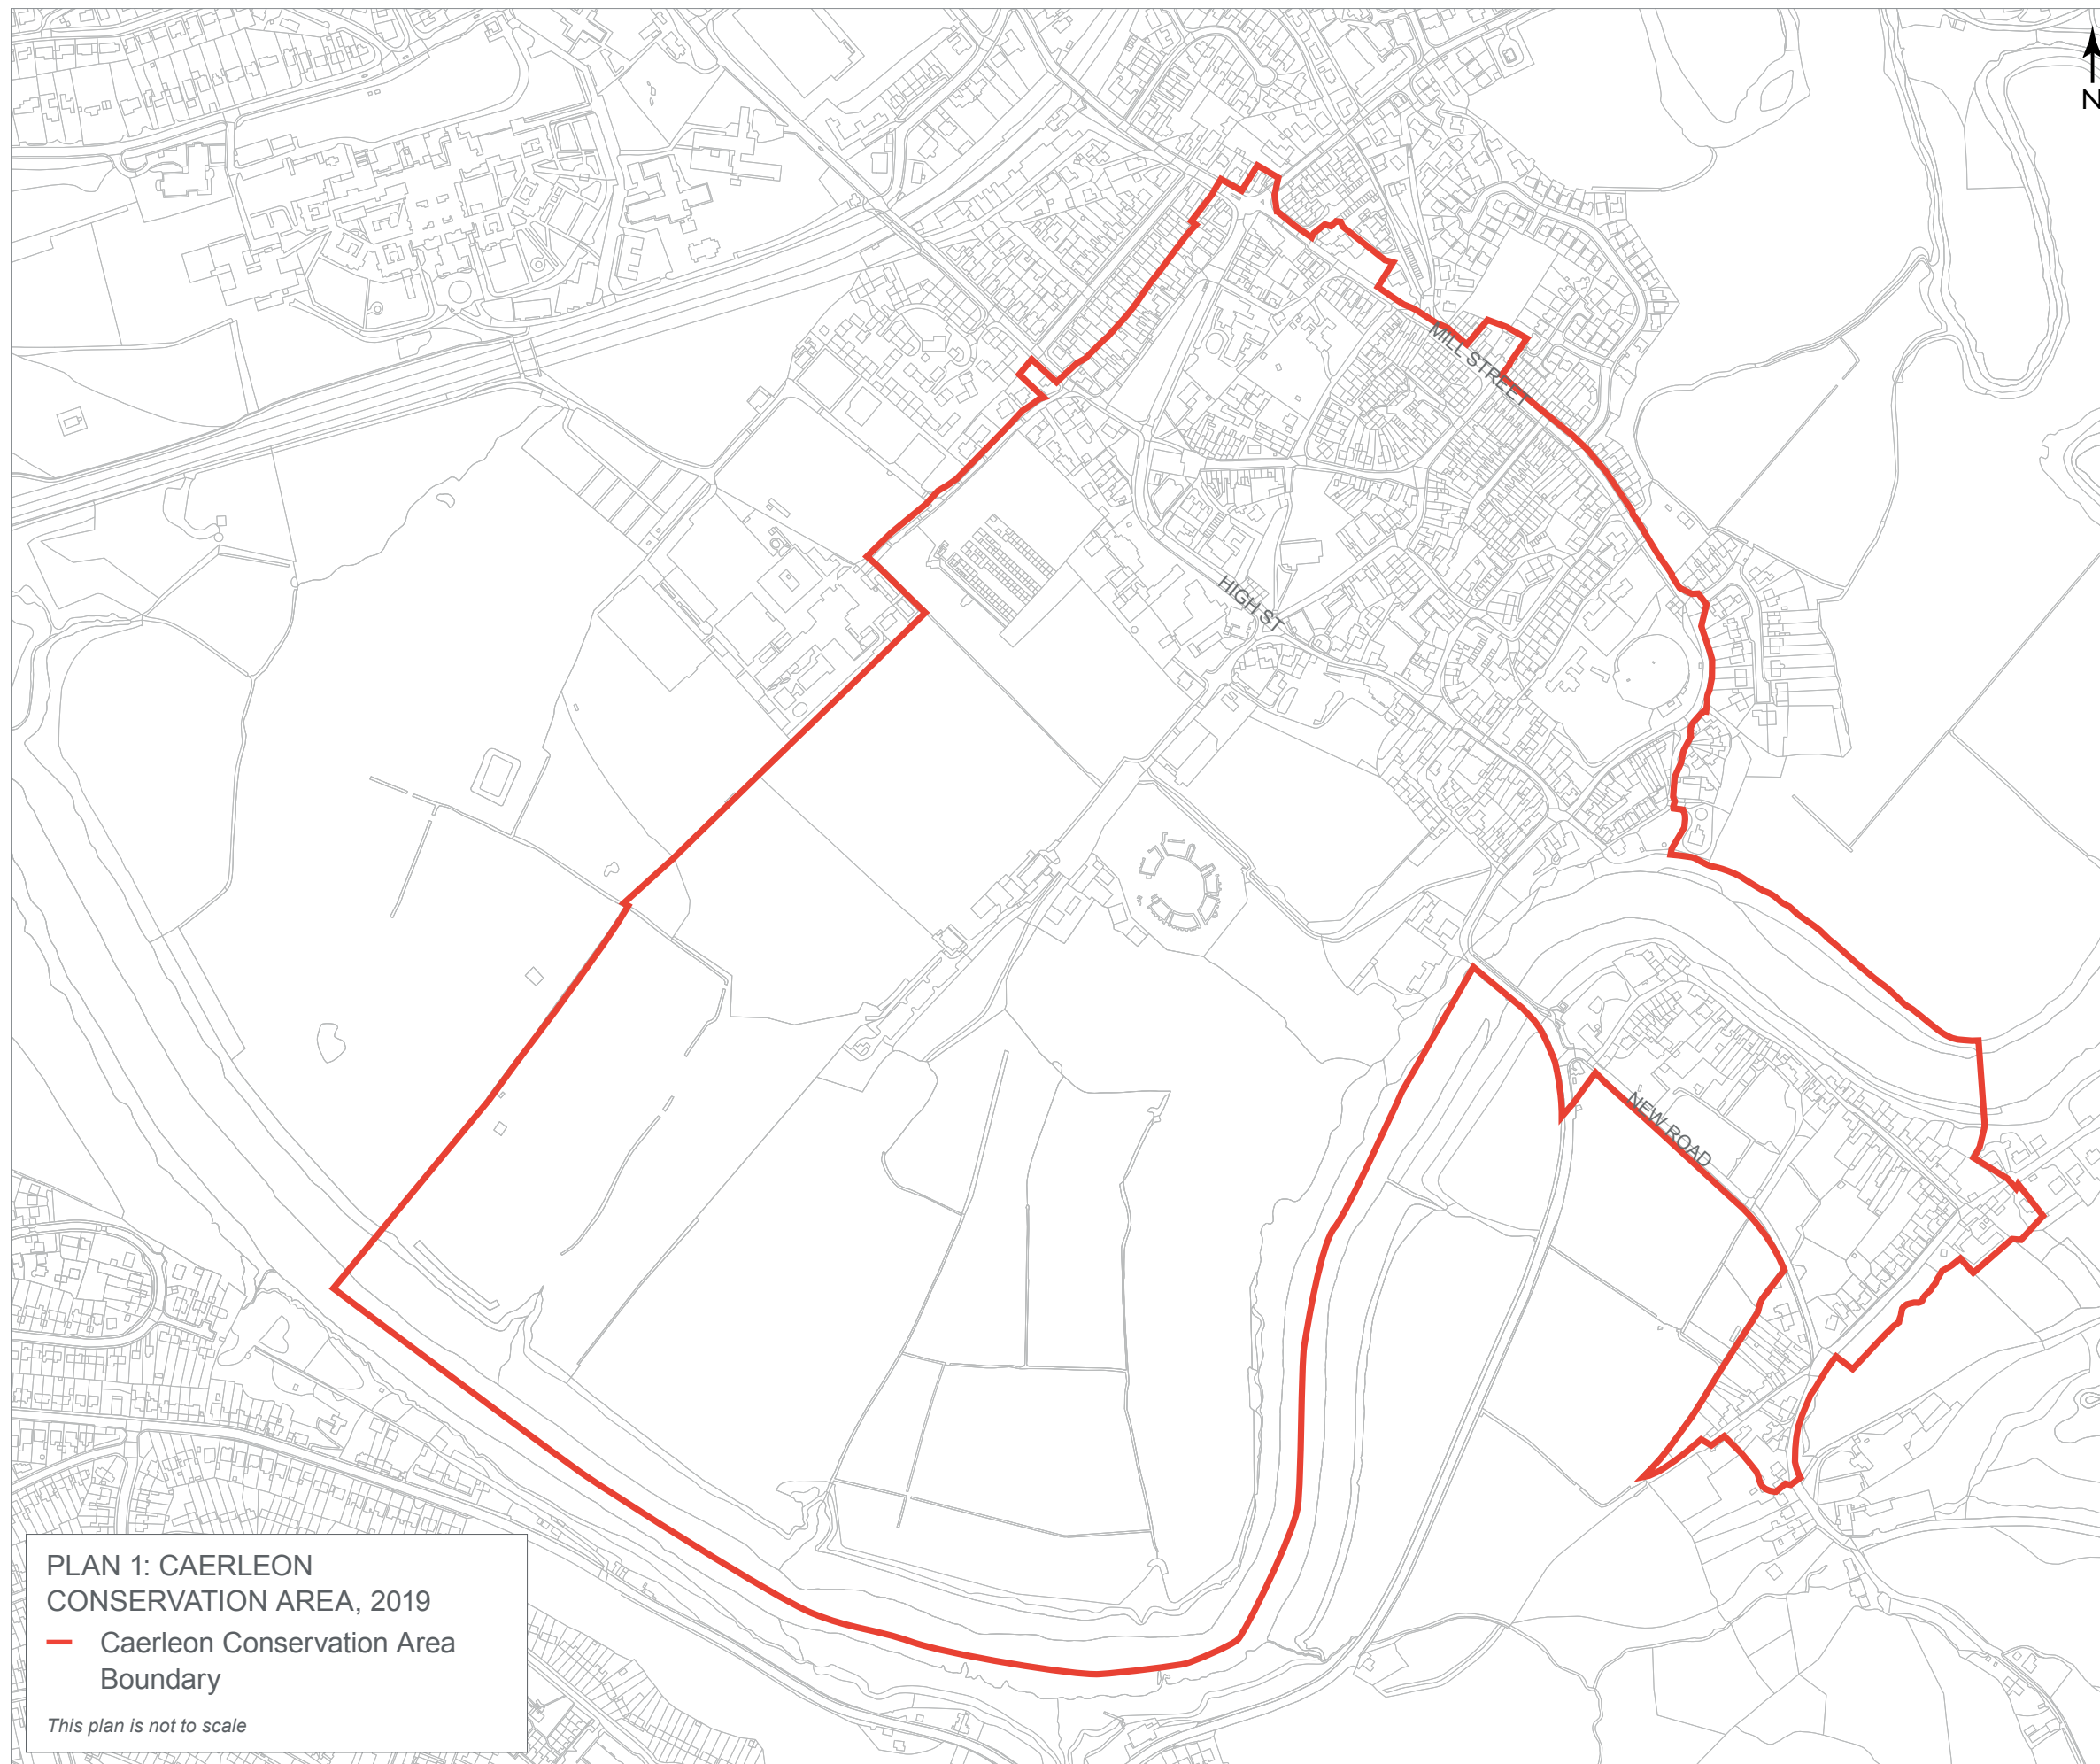 N
MILL STREET
HIGH ST
NEW ROAD
PLAN 1: CAERLEON
CONSERVATION AREA, 2019
Caerleon Conservation Area
Boundary
This plan is not to scale